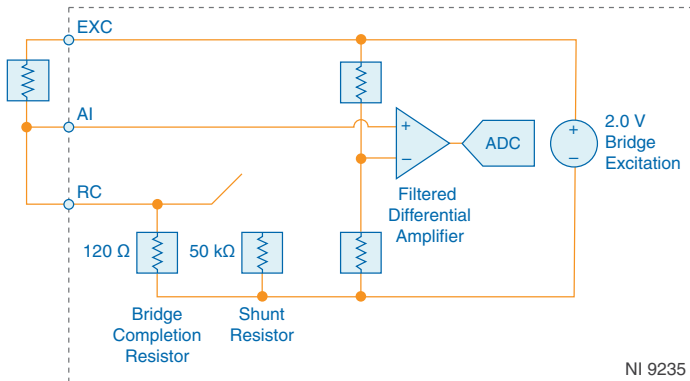 EXC
AI
RC
+
−
ADC
+
−
2.0 V
Bridge
Excitation
Filtered
Differential
Amplifier
120 Ω
50 kΩ
Bridge
Completion
Resistor
Shunt
Resistor
NI 9235